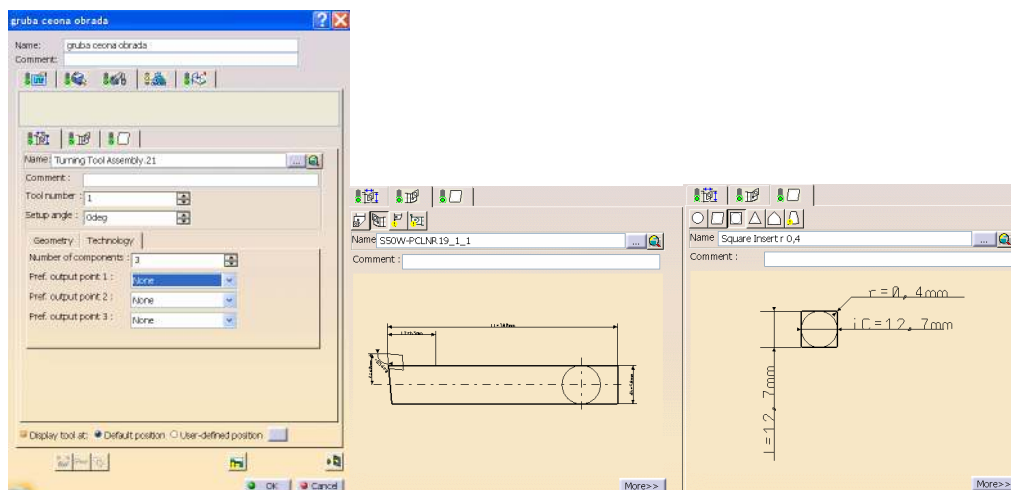 gruba ceona obrada
Name: gruba ceona obrada
Comment:
Name: Turning Tool Assembly.21
Comment :
Tool number : 1
Setup angle : 0deg
Geometry Technology
Number of components : 3
Pref. output point 1 : None
Pref. output point 2 : None
Pref. output point 3 : None
Display tool at: Default position User-defined position ...
OK Cancel
Name S50W-PCLNR 19_1_1 ...
Comment :
More>>
Name Square Insert r 0,4 ...
Comment :
r=0,4mm
iC=12,7mm
l=12,7mm
More>>